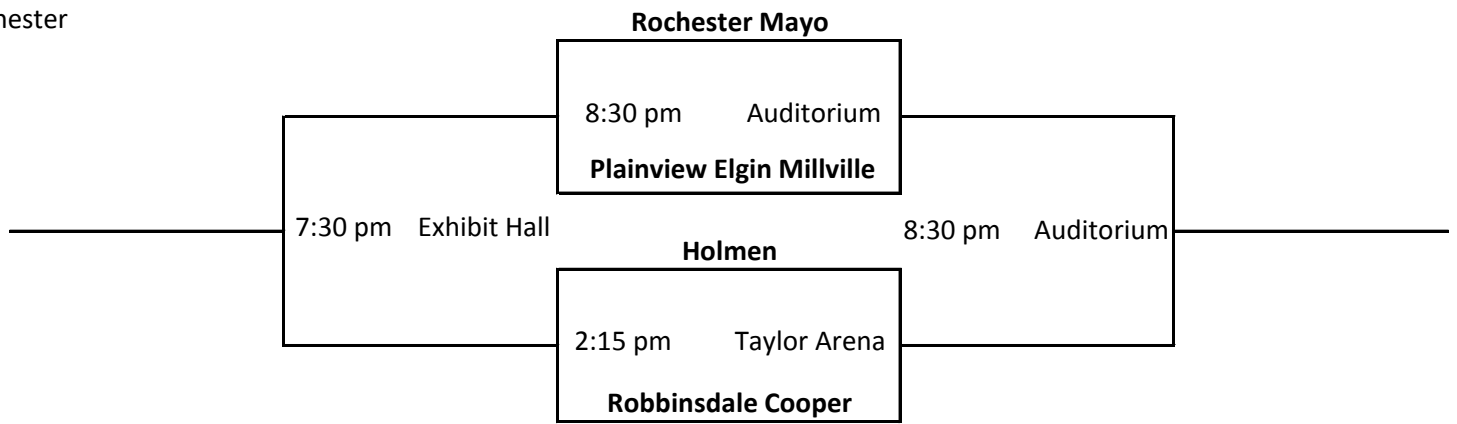 Rochester Mayo
8:30 pm Auditorium
Plainview Elgin Millville
7:30 pm Exhibit Hall
8:30 pm Auditorium
Holmen
2:15 pm Taylor Arena
Robbinsdale Cooper